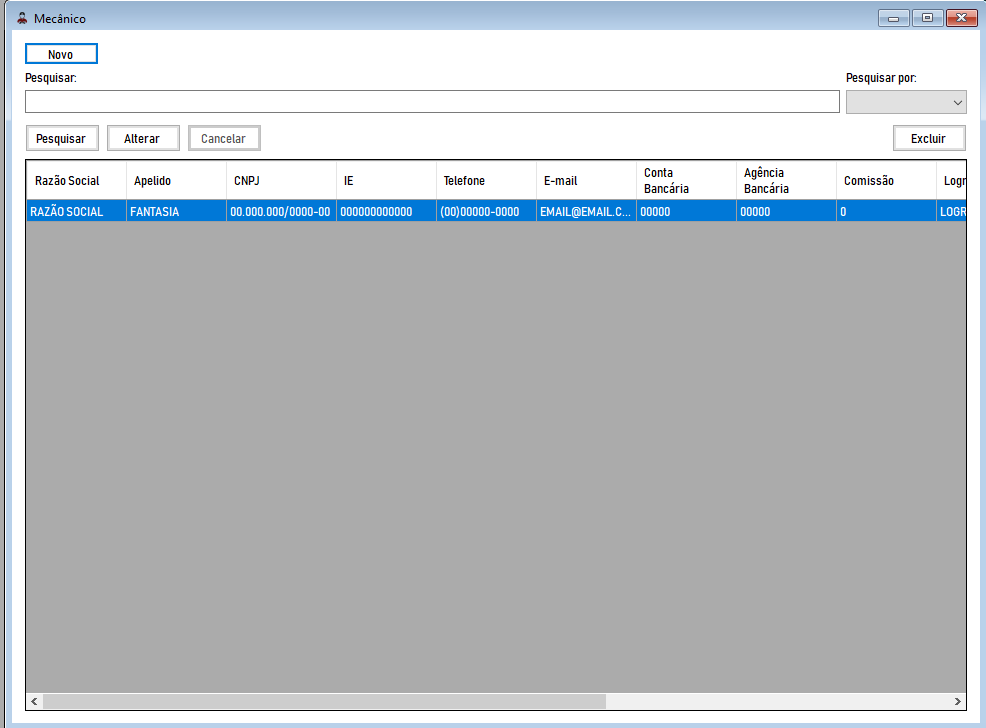 Mecânico
Novo
Pesquisar: Pesquisar por:
Pesquisar Alterar Cancelar Excluir
Razão Social Apelido CNPJ IE Telefone E-mail Conta Bancária Agência Bancária Comissão Logr
RAZÃO SOCIAL FANTASIA 00.000.000/0000-00 000000000000 (00)00000-0000 EMAIL@EMAIL.C... 00000 00000 0 LOGR